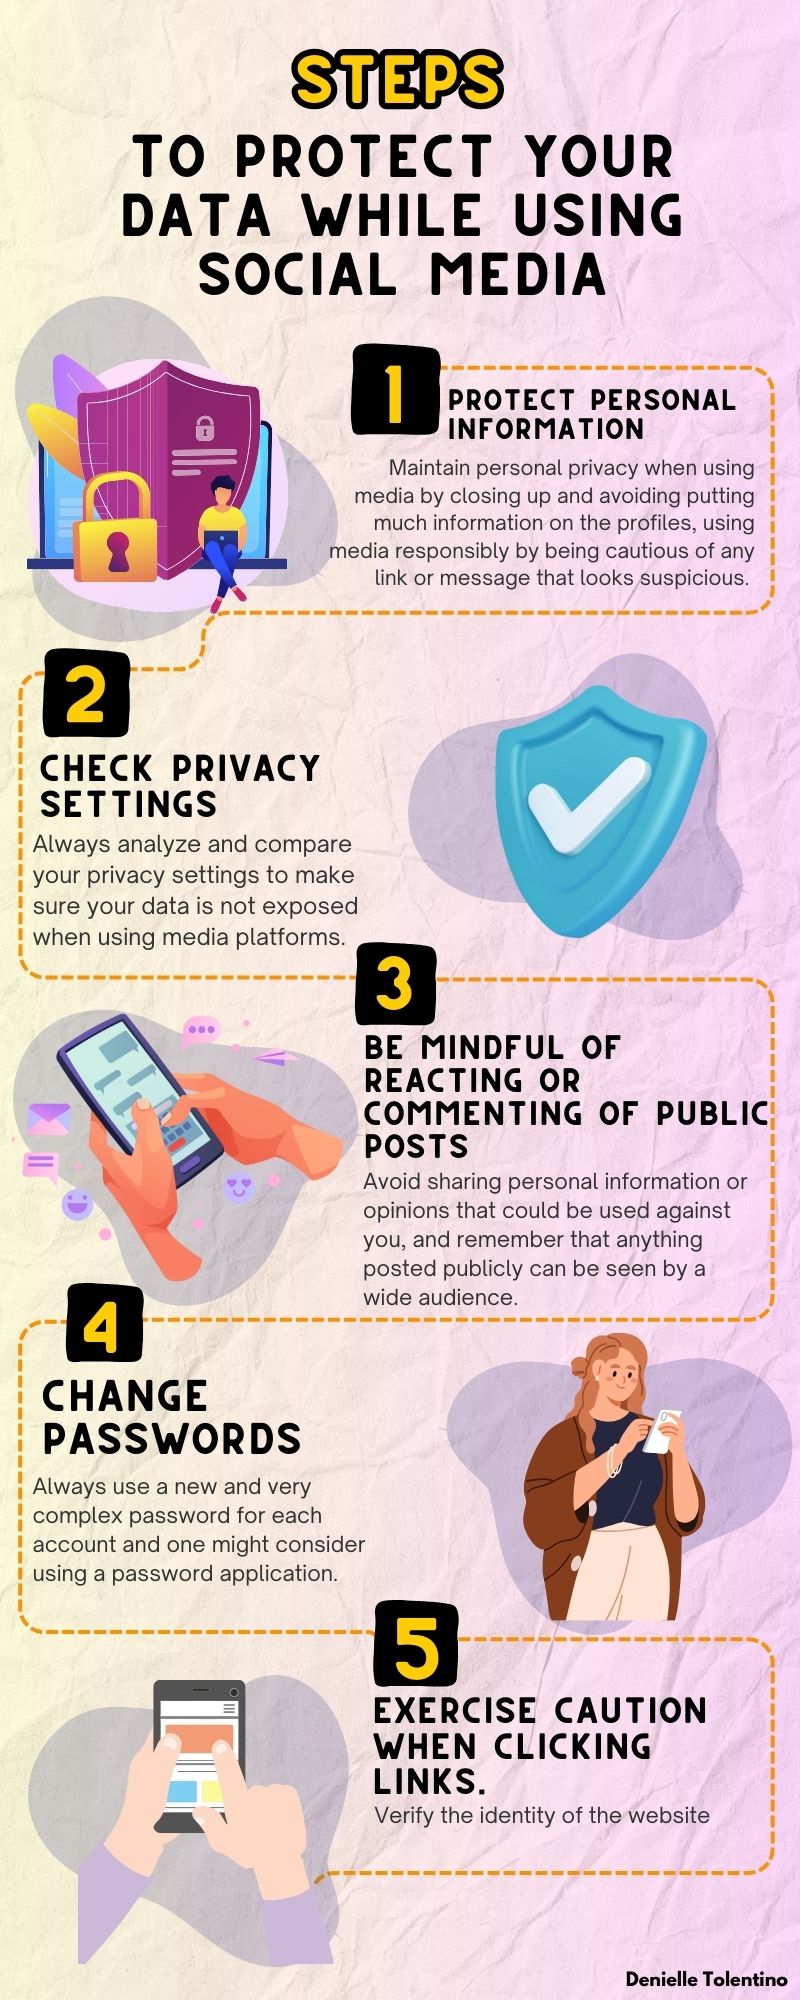 STEPS
TO PROTECT YOUR
DATA WHILE USING
SOCIAL MEDIA
1
PROTECT PERSONAL
INFORMATION
Maintain personal privacy when using
media by closing up and avoiding putting
much information on the profiles, using
media responsibly by being cautious of any
link or message that looks suspicious.
2
CHECK PRIVACY
SETTINGS
Always analyze and compare
your privacy settings to make
sure your data is not exposed
when using media platforms.
3
BE MINDFUL OF
REACTING OR
COMMENTING OF PUBLIC
POSTS
Avoid sharing personal information or
opinions that could be used against
you, and remember that anything
posted publicly can be seen by a
wide audience.
4
CHANGE
PASSWORDS
Always use a new and very
complex password for each
account and one might consider
using a password application.
5
EXERCISE CAUTION
WHEN CLICKING
LINKS.
Verify the identity of the website
Denielle Tolentino